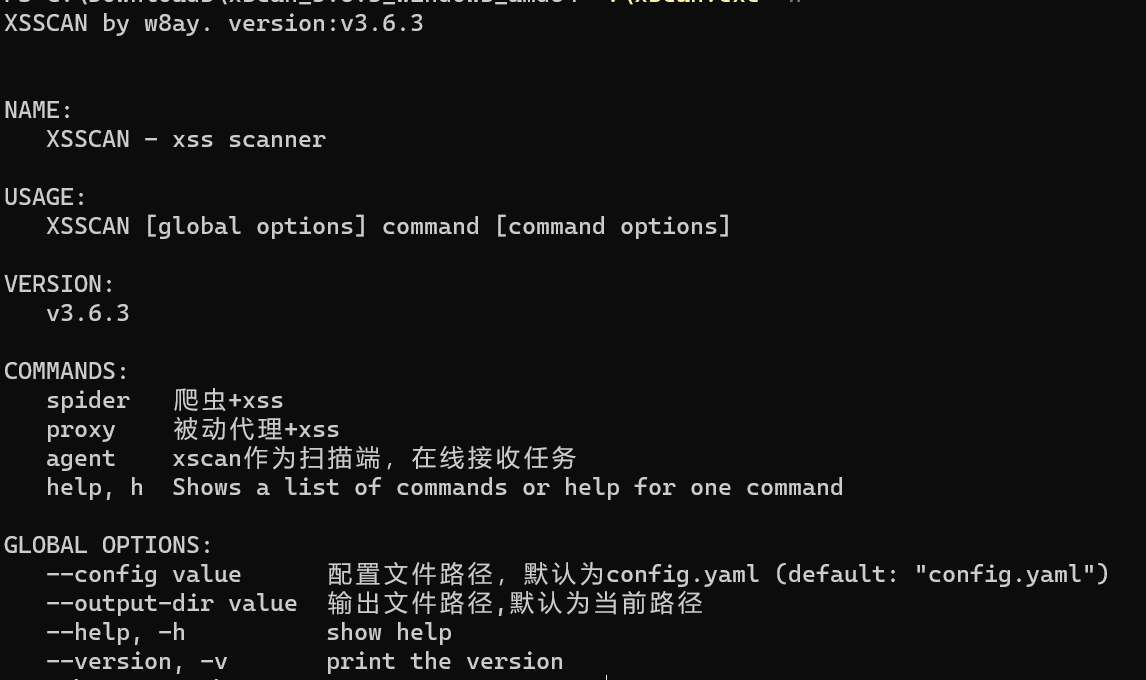 XSSCAN by w8ay. version:v3.6.3
NAME:
XSSCAN - xss scanner
USAGE:
XSSCAN [global options] command [command options]
VERSION:
v3.6.3
COMMANDS:
spider 爬虫+xss
proxy 被动代理+xss
agent xscan作为扫描端，在线接收任务
help, h Shows a list of commands or help for one command
GLOBAL OPTIONS:
--config value 配置文件路径，默认为config.yaml (default: "config.yaml")
--output-dir value 输出文件路径,默认为当前路径
--help, -h show help
--version, -v print the version